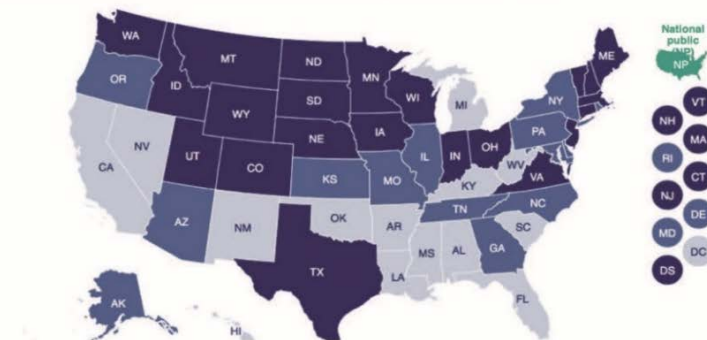 National
public
(NP)
NP
WA
MT
ND
MN
ME
OR
ID
WY
SD
WI
MI
NY
VT
NH
MA
NV
UT
CO
NE
IA
IL
IN
OH
PA
WV
VA
RI
CT
CA
KS
MO
KY
NJ
DE
AZ
NM
OK
AR
TN
NC
SC
MD
DC
TX
LA
MS
AL
GA
FL
DS
AK
HI